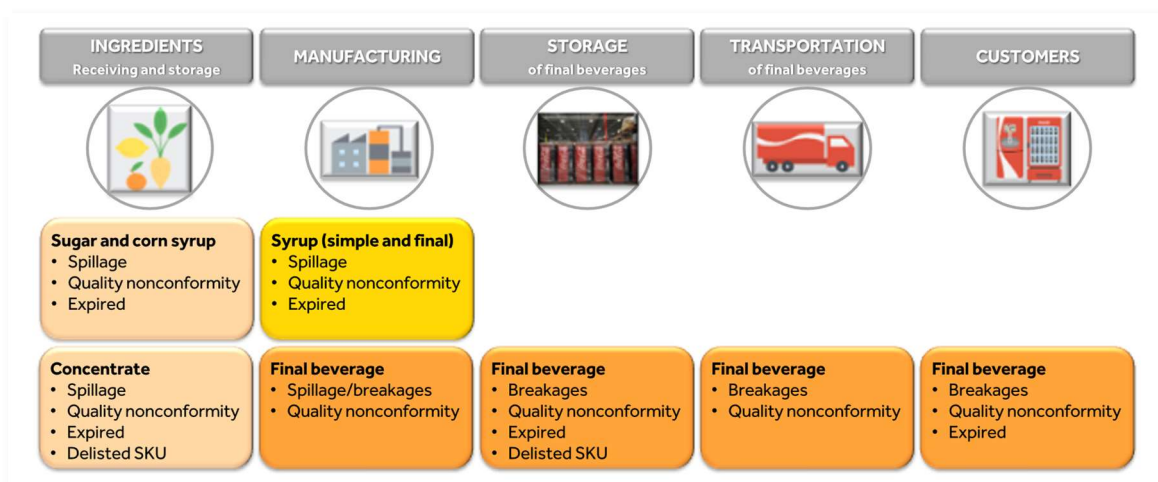 INGREDIENTS
Receiving and storage
MANUFACTURING
STORAGE
of final beverages
TRANSPORTATION
of final beverages
CUSTOMERS
Sugar and corn syrup
• Spillage
• Quality nonconformity
• Expired
Syrup (simple and final)
• Spillage
• Quality nonconformity
• Expired
Concentrate
• Spillage
• Quality nonconformity
• Expired
• Delisted SKU
Final beverage
• Spillage/breakages
• Quality nonconformity
Final beverage
• Breakages
• Quality nonconformity
• Expired
• Delisted SKU
Final beverage
• Breakages
• Quality nonconformity
Final beverage
• Breakages
• Quality nonconformity
• Expired